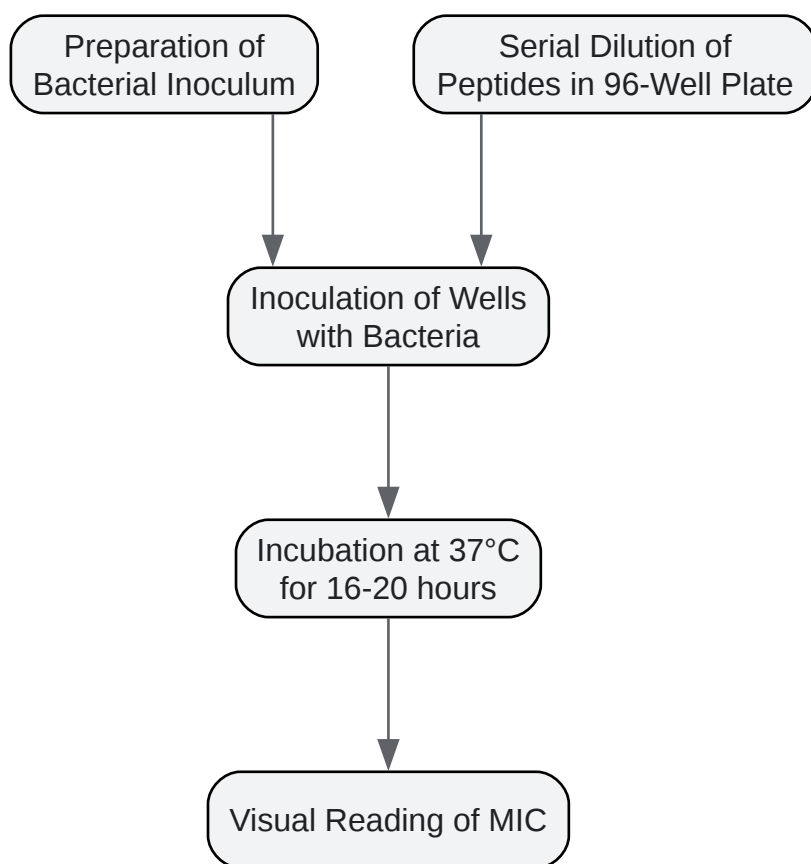 Preparation of
Bacterial Inoculum
Serial Dilution of
Peptides in 96-Well Plate
Inoculation of Wells
with Bacteria
Incubation at 37°C
for 16-20 hours
Visual Reading of MIC